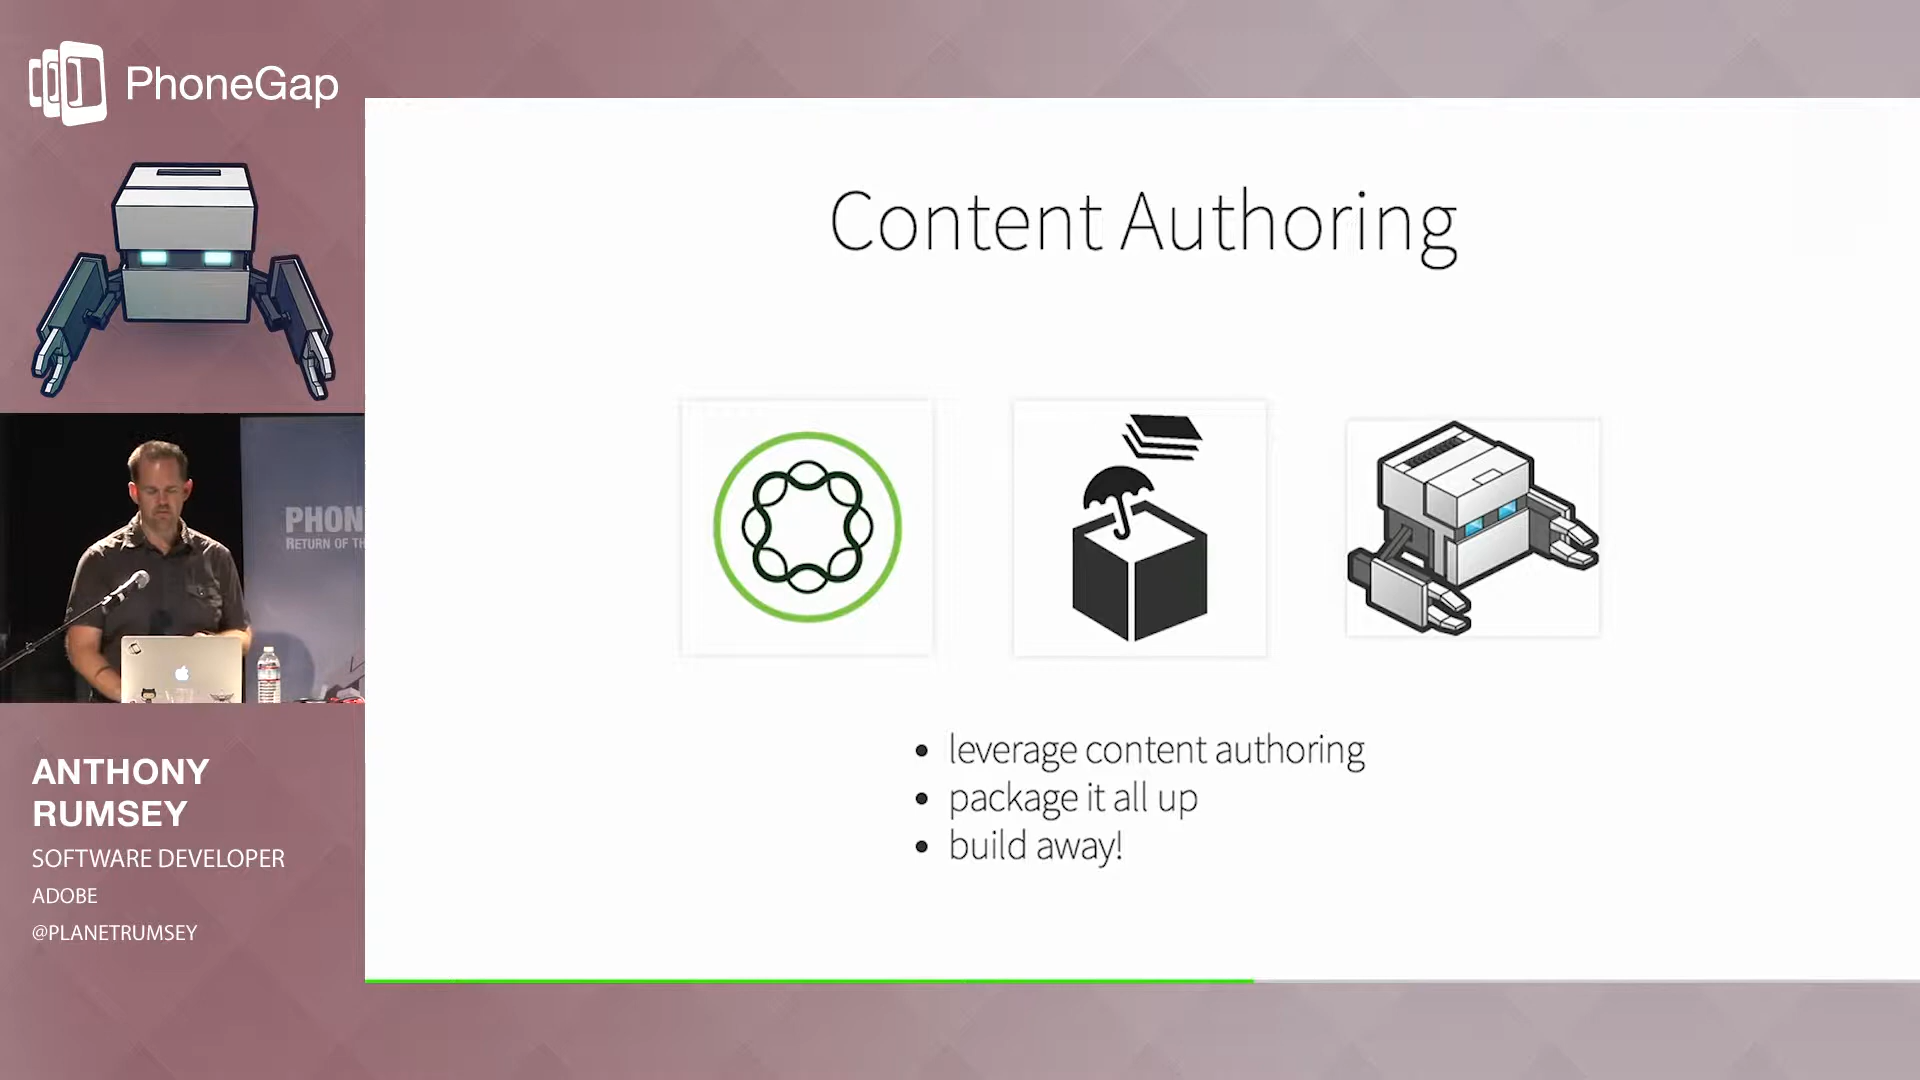 PhoneGap
Content Authoring
leverage content authoring
package it all up
build away!
PHON
RETURN OF TH
ANTHONY
RUMSEY
SOFTWARE DEVELOPER
ADOBE
@PLANETRUMSEY